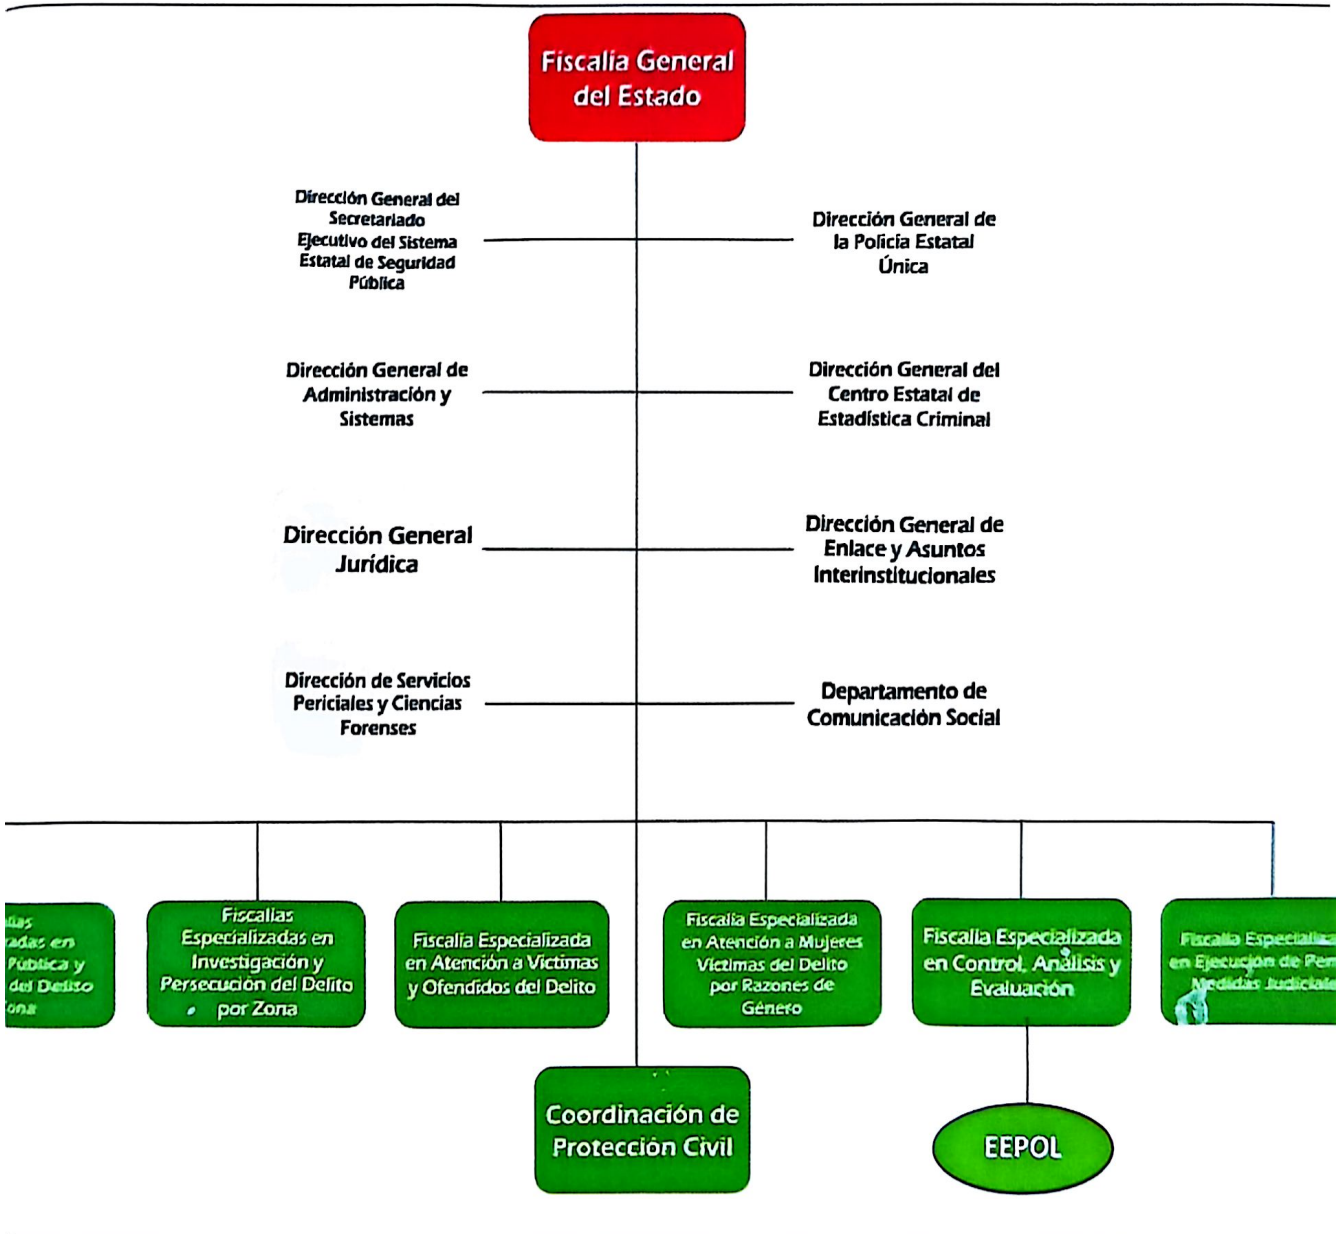 Fiscalía General
del Estado
Dirección General del
Secretariado
Ejecutivo del Sistema
Estatal de Seguridad
Pública
Dirección General de
la Policía Estatal
Única
Dirección General de
Administración y
Sistemas
Dirección General del
Centro Estatal de
Estadística Criminal
Dirección General
Jurídica
Dirección General de
Enlace y Asuntos
Interinstitucionales
Dirección de Servicios
Periciales y Ciencias
Forenses
Departamento de
Comunicación Social
en
Pública y
del Delito
Fiscalías
Especializadas en
Investigación y
Persecución del Delito
por Zona
Fiscalía Especializada
en Atención a Víctimas
y Ofendidos del Delito
Fiscalía Especializada
en Atención a Mujeres
Víctimas del Delito
por Razones de
Género
Fiscalía Especializada
en Control, Análisis y
Evaluación
Fiscalía
en Ejecución de
Medidas
Coordinación de
Protección Civil
EEPOL